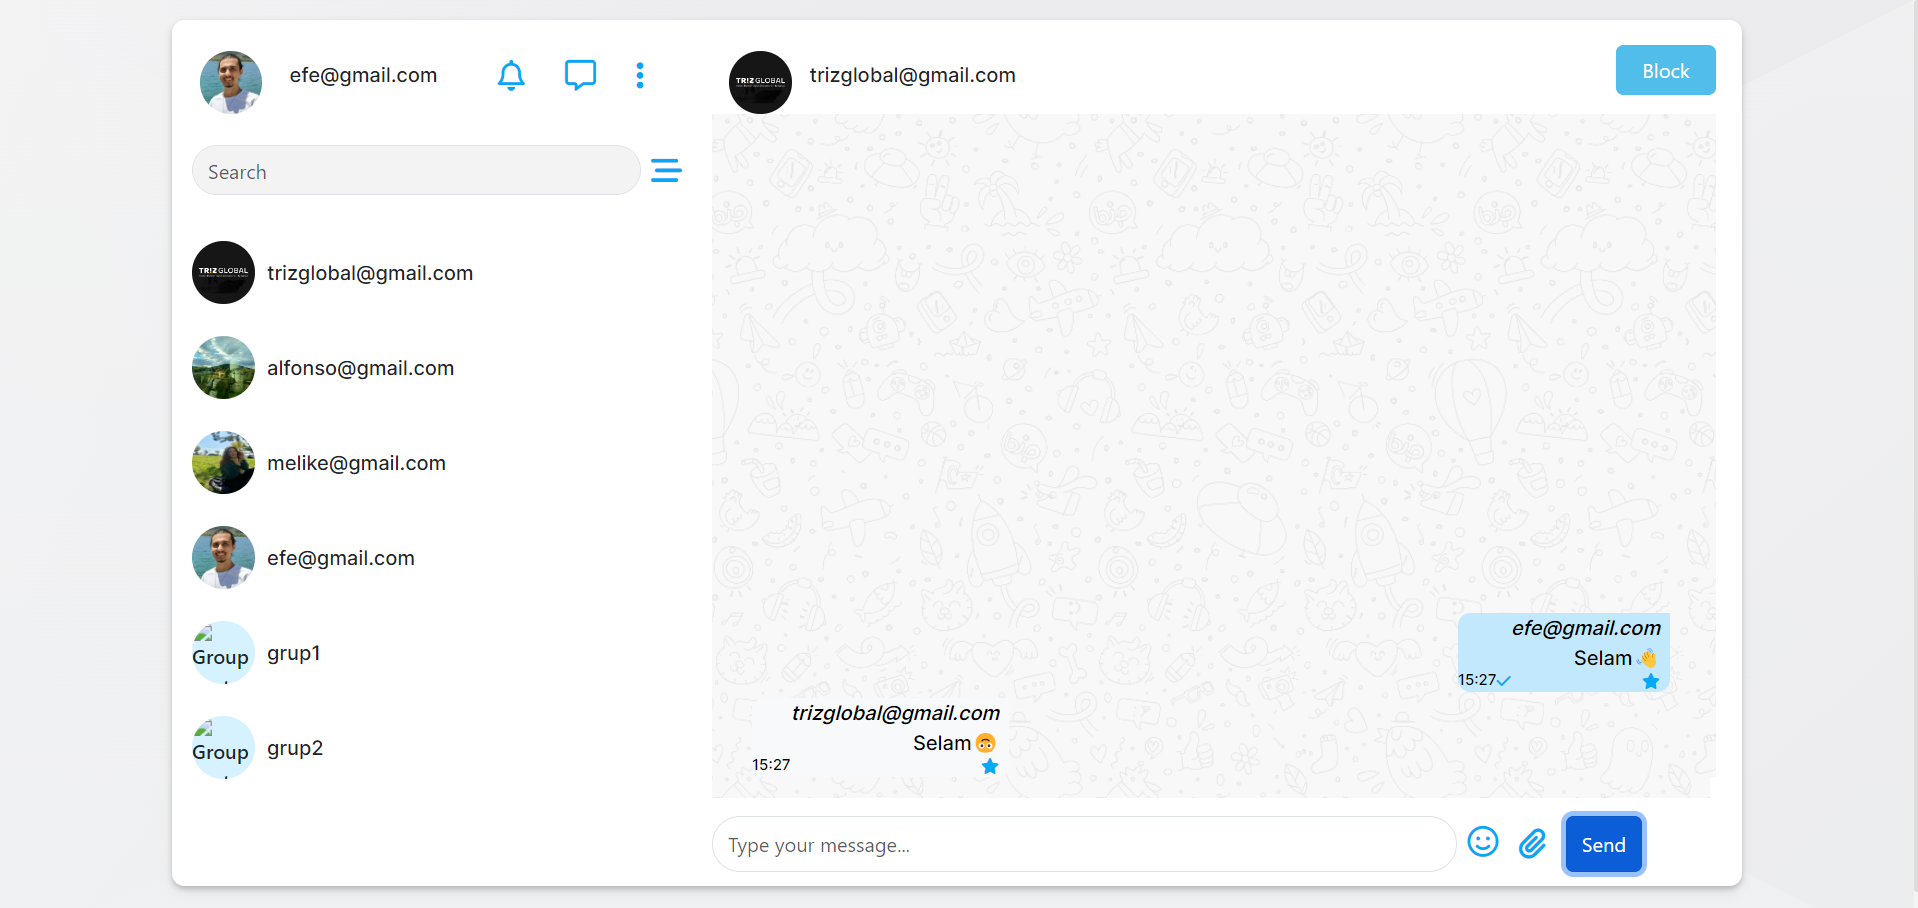 efe@gmail.com
Search
TR!Z GLOBAL
trizglobal@gmail.com
alfonso@gmail.com
melike@gmail.com
efe@gmail.com
Group
grup1
Group
grup2
TR!Z GLOBAL
trizglobal@gmail.com
Block
efe@gmail.com
Selam 👋
15:27
trizglobal@gmail.com
Selam 🙃
15:27
Type your message...
Send